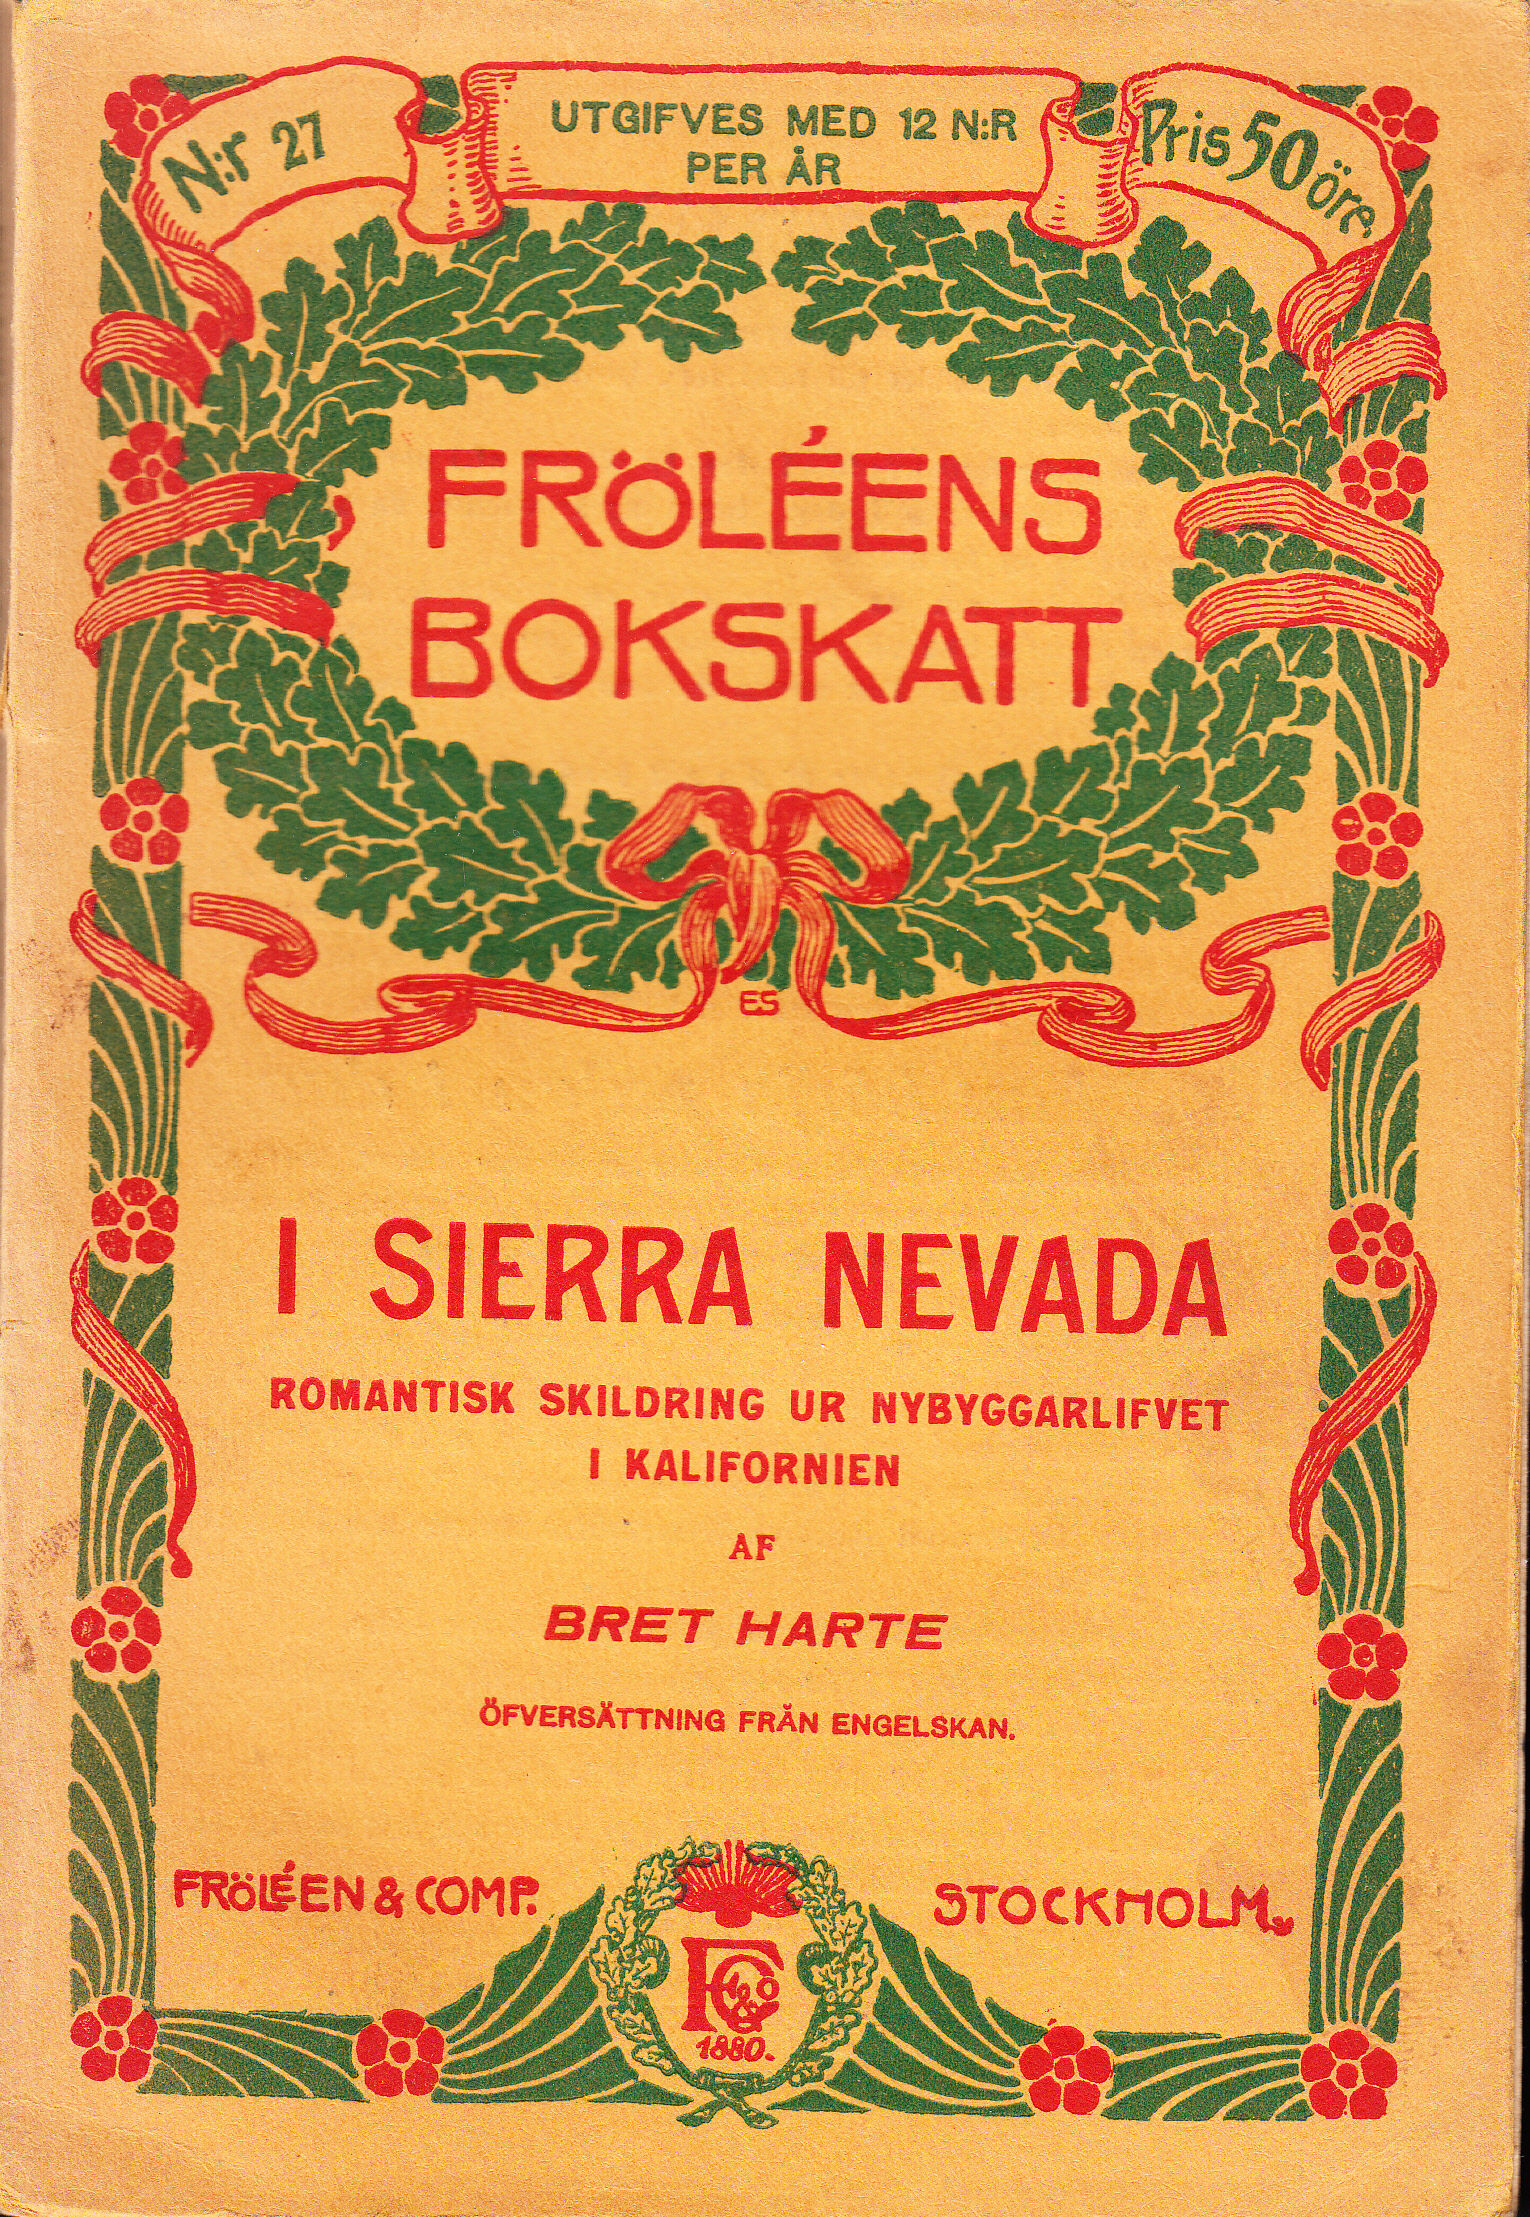 N:r 27
UTGIFVES MED 12 N:R
PER ÅR
Pris 50 öre.
FRÖLÉENS
BOKSKATT
ES
I SIERRA NEVADA
ROMANTISK SKILDRING UR NYBYGGARLIFVET
I KALIFORNIEN
AF
BRET HARTE
ÖFVERSÄTTNING FRÅN ENGELSKAN.
FRÖLÉEN & COMP.
STOCKHOLM.
F&Co
1880.